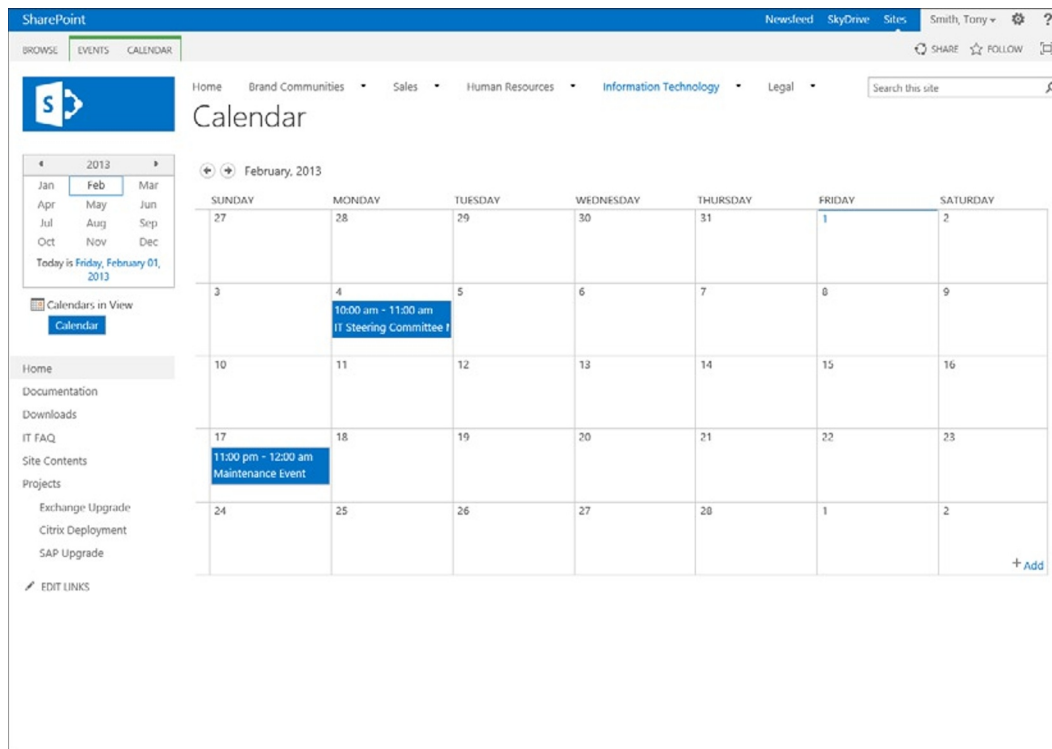 SharePoint
Newsfeed SkyDrive Sites Smith, Tony ?
BROWSE EVENTS CALENDAR
SHARE FOLLOW
S
Home Brand Communities Sales Human Resources Information Technology Legal
Search this site
Calendar
2013
Jan Feb Mar
Apr May Jun
Jul Aug Sep
Oct Nov Dec
Today is Friday, February 01,
2013
Calendars in View
Calendar
Home
Documentation
Downloads
IT FAQ
Site Contents
Projects
Exchange Upgrade
Citrix Deployment
SAP Upgrade
EDIT LINKS
February, 2013
SUNDAY MONDAY TUESDAY WEDNESDAY THURSDAY FRIDAY SATURDAY
27 28 29 30 31 1 2
3 4 5 6 7 8 9
10:00 am - 11:00 am
IT Steering Committee
10 11 12 13 14 15 16
17 18 19 20 21 22 23
11:00 pm - 12:00 am
Maintenance Event
24 25 26 27 28 1 2
+ Add